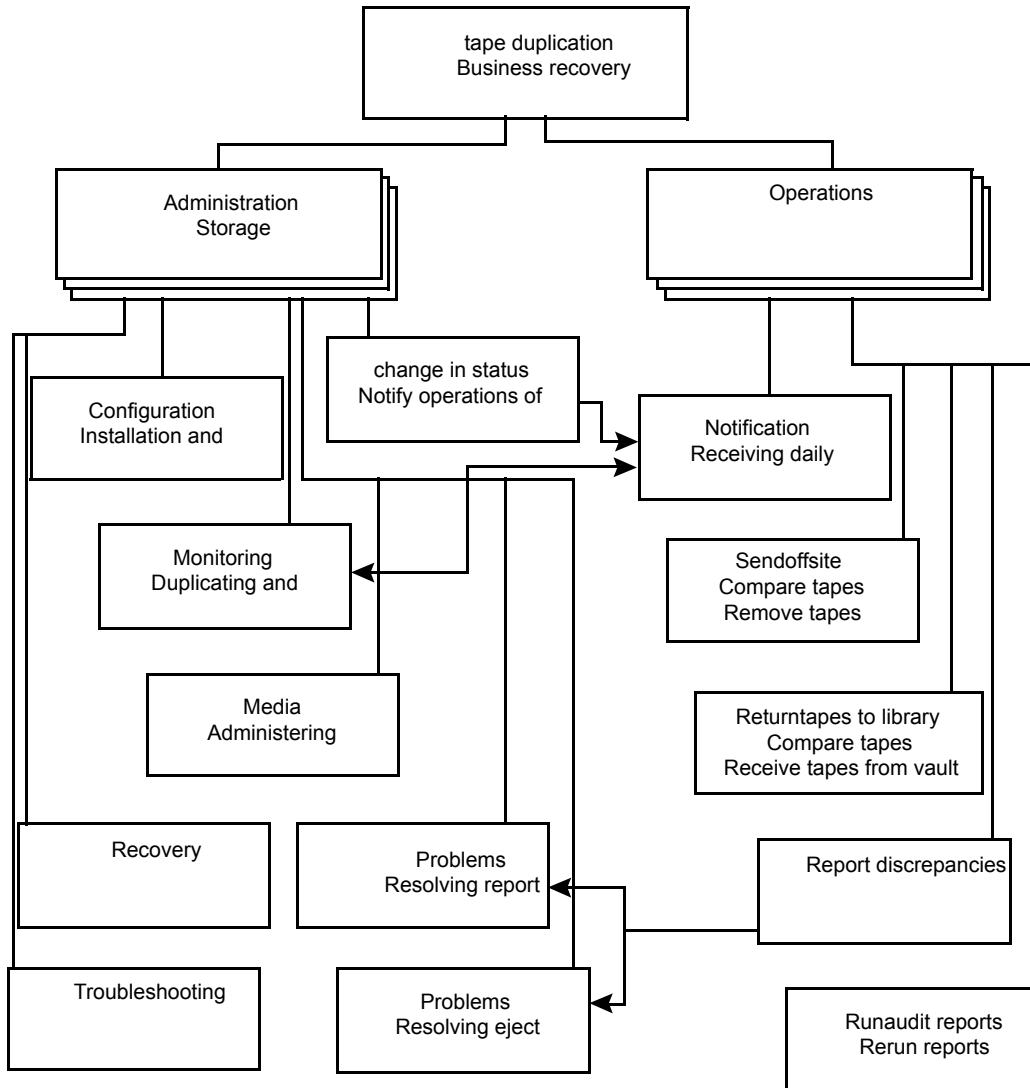 tape duplication
Business recovery
Administration
Storage
Operations
change in status
Notify operations of
Configuration
Installation and
Notification
Receiving daily
Monitoring
Duplicating and
Sendoffsite
Compare tapes
Remove tapes
Media
Administering
Returntapes to library
Compare tapes
Receive tapes from vault
Recovery
Problems
Resolving report
Report discrepancies
Troubleshooting
Problems
Resolving eject
Runaudit reports
Rerun reports